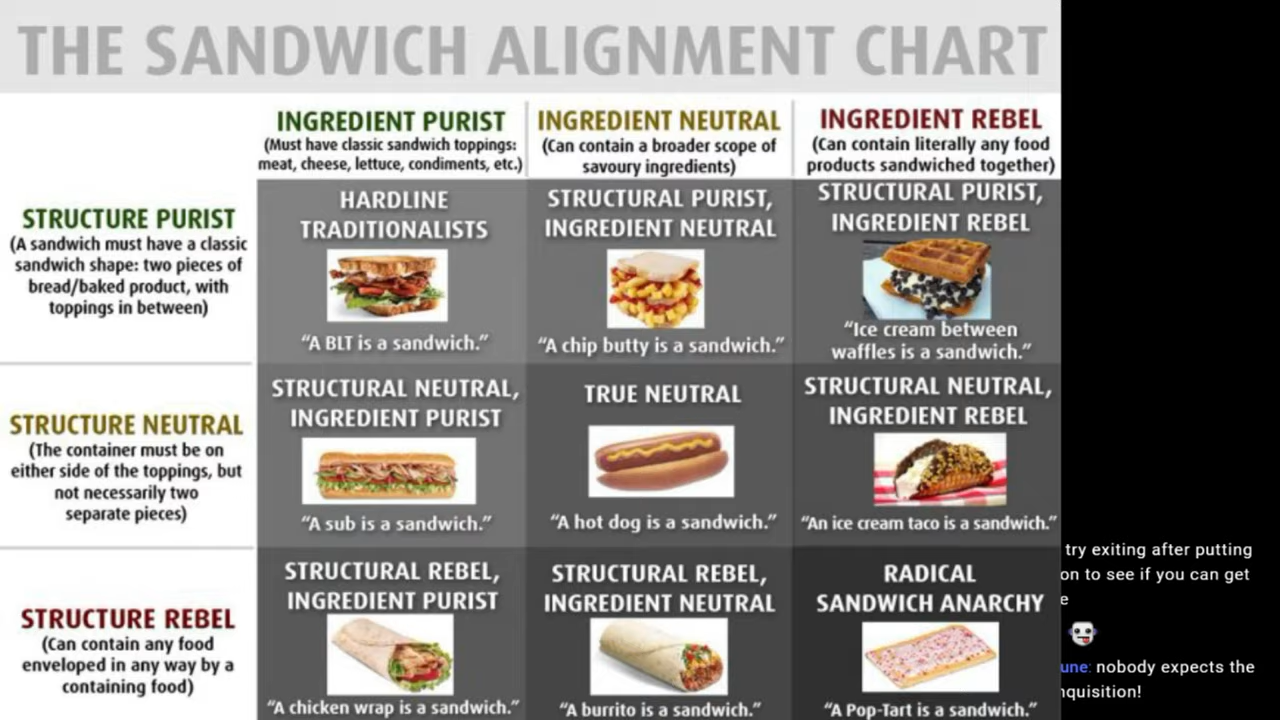 THE SANDWICH ALIGNMENT CHART
INGREDIENT PURIST
(Must have classic sandwich toppings:
meat, cheese, lettuce, condiments, etc.)
INGREDIENT NEUTRAL
(Can contain a broader scope of
savoury ingredients)
INGREDIENT REBEL
(Can contain literally any food
products sandwiched together)
STRUCTURE PURIST
(A sandwich must have a classic
sandwich shape: two pieces of
bread/baked product, with
toppings in between)
HARDLINE
TRADITIONALISTS
“A BLT is a sandwich.”
STRUCTURAL PURIST,
INGREDIENT NEUTRAL
“A chip butty is a sandwich.”
STRUCTURAL PURIST,
INGREDIENT REBEL
“Ice cream between
waffles is a sandwich.”
STRUCTURE NEUTRAL
(The container must be on
either side of the toppings, but
not necessarily two
separate pieces)
STRUCTURAL NEUTRAL,
INGREDIENT PURIST
“A sub is a sandwich.”
TRUE NEUTRAL
“A hot dog is a sandwich.”
STRUCTURAL NEUTRAL,
INGREDIENT REBEL
“An ice cream taco is a sandwich.”
STRUCTURE REBEL
(Can contain any food
enveloped in any way by a
containing food)
STRUCTURAL REBEL,
INGREDIENT PURIST
“A chicken wrap is a sandwich.”
STRUCTURAL REBEL,
INGREDIENT NEUTRAL
“A burrito is a sandwich.”
RADICAL
SANDWICH ANARCHY
“A Pop-Tart is a sandwich.”
try exiting after putting
on to see if you can get
e
une: nobody expects the
nquisition!